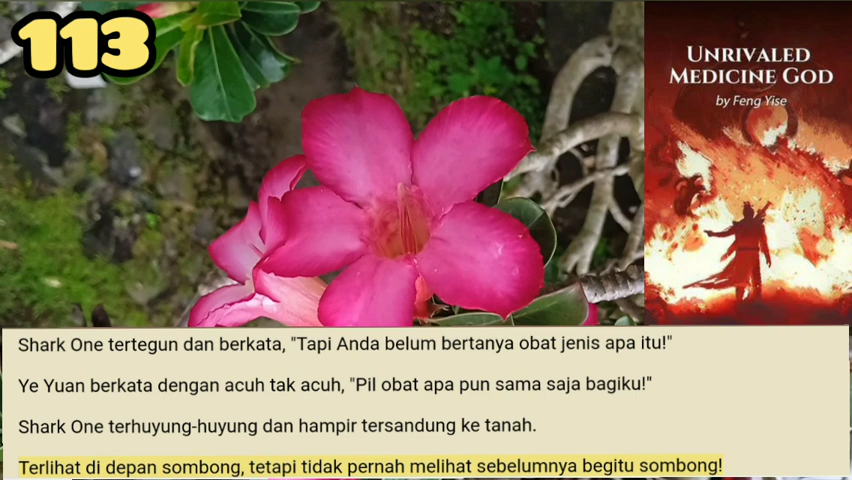 113
UNRIVALED
MEDICINE GOD
by Feng Yise
Shark One tertegun dan berkata, "Tapi Anda belum bertanya obat jenis apa itu!"
Ye Yuan berkata dengan acuh tak acuh, "Pil obat apa pun sama saja bagiku!"
Shark One terhuyung-huyung dan hampir tersandung ke tanah.
Terlihat di depan sombong, tetapi tidak pernah melihat sebelumnya begitu sombong!